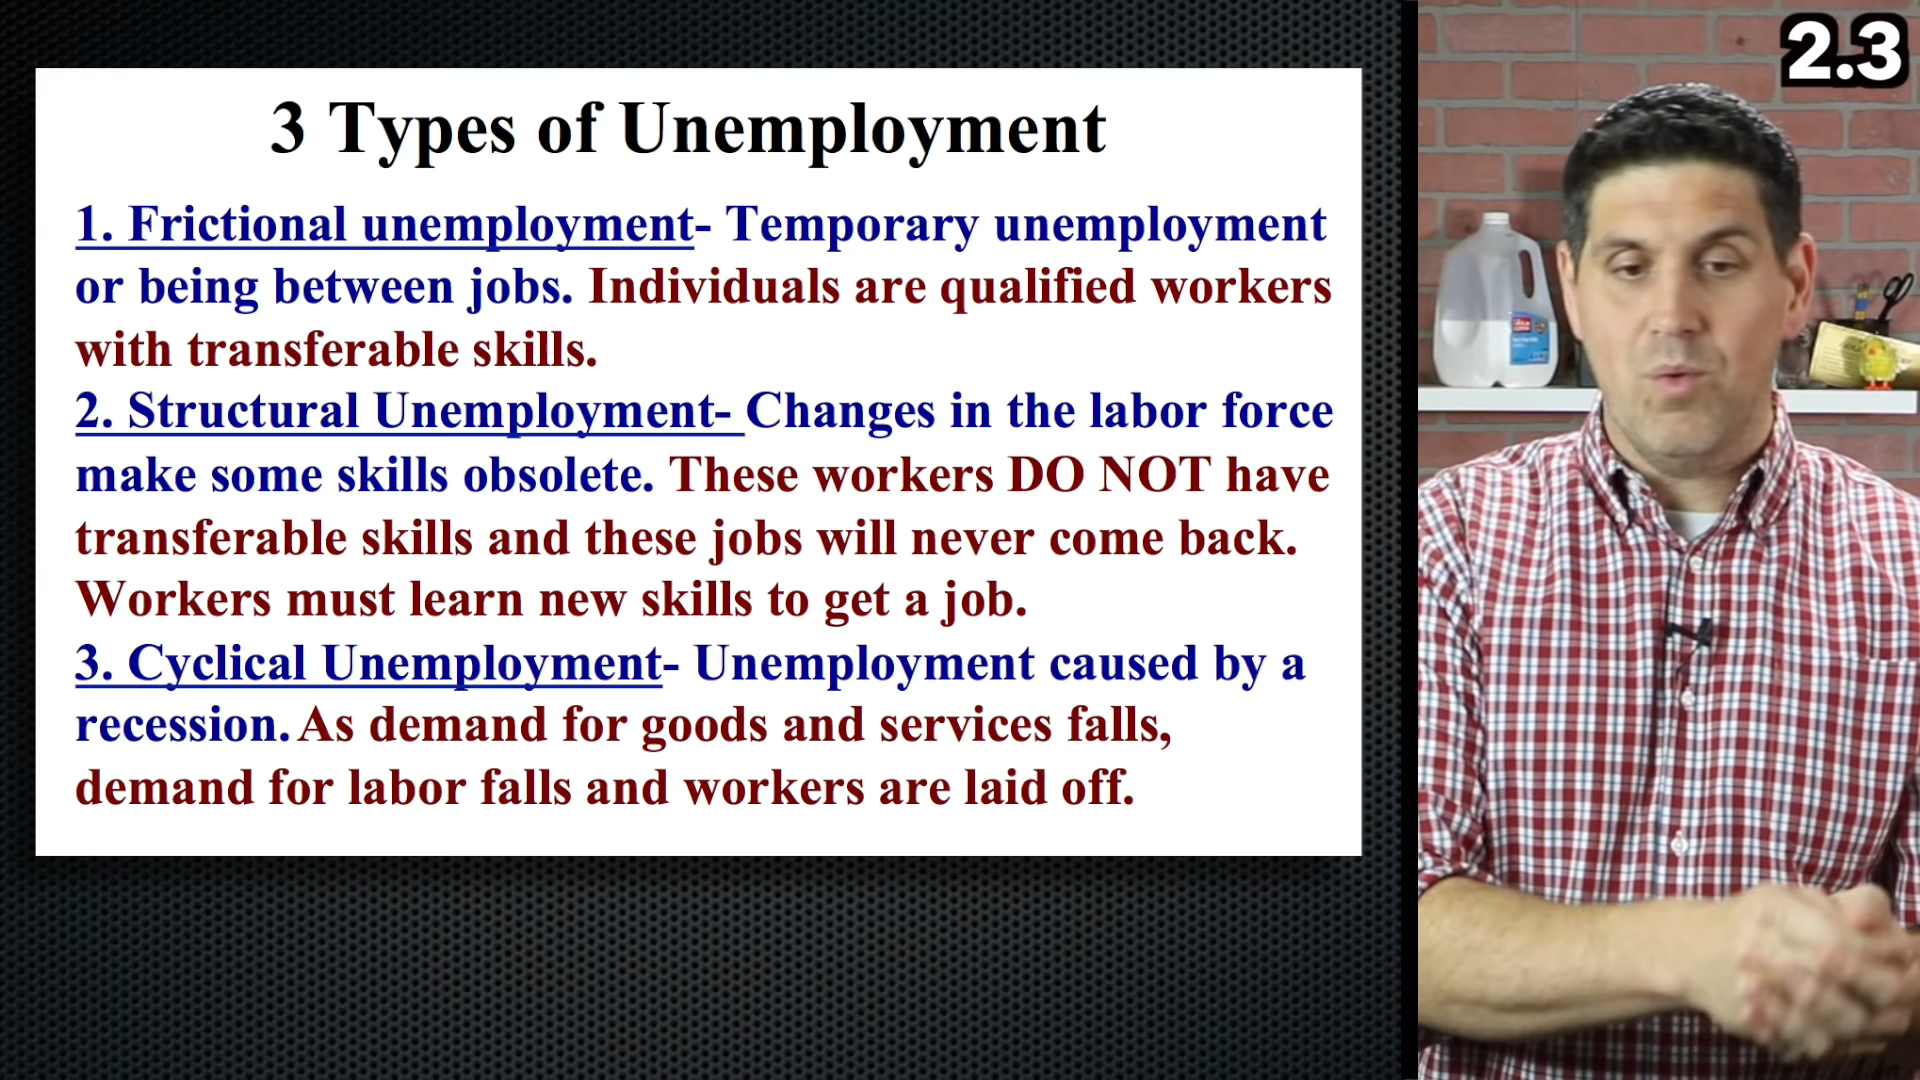 2.3
3 Types of Unemployment
1. Frictional unemployment- Temporary unemployment
or being between jobs. Individuals are qualified workers
with transferable skills.
2. Structural Unemployment- Changes in the labor force
make some skills obsolete. These workers DO NOT have
transferable skills and these jobs will never come back.
Workers must learn new skills to get a job.
3. Cyclical Unemployment- Unemployment caused by a
recession. As demand for goods and services falls,
demand for labor falls and workers are laid off.